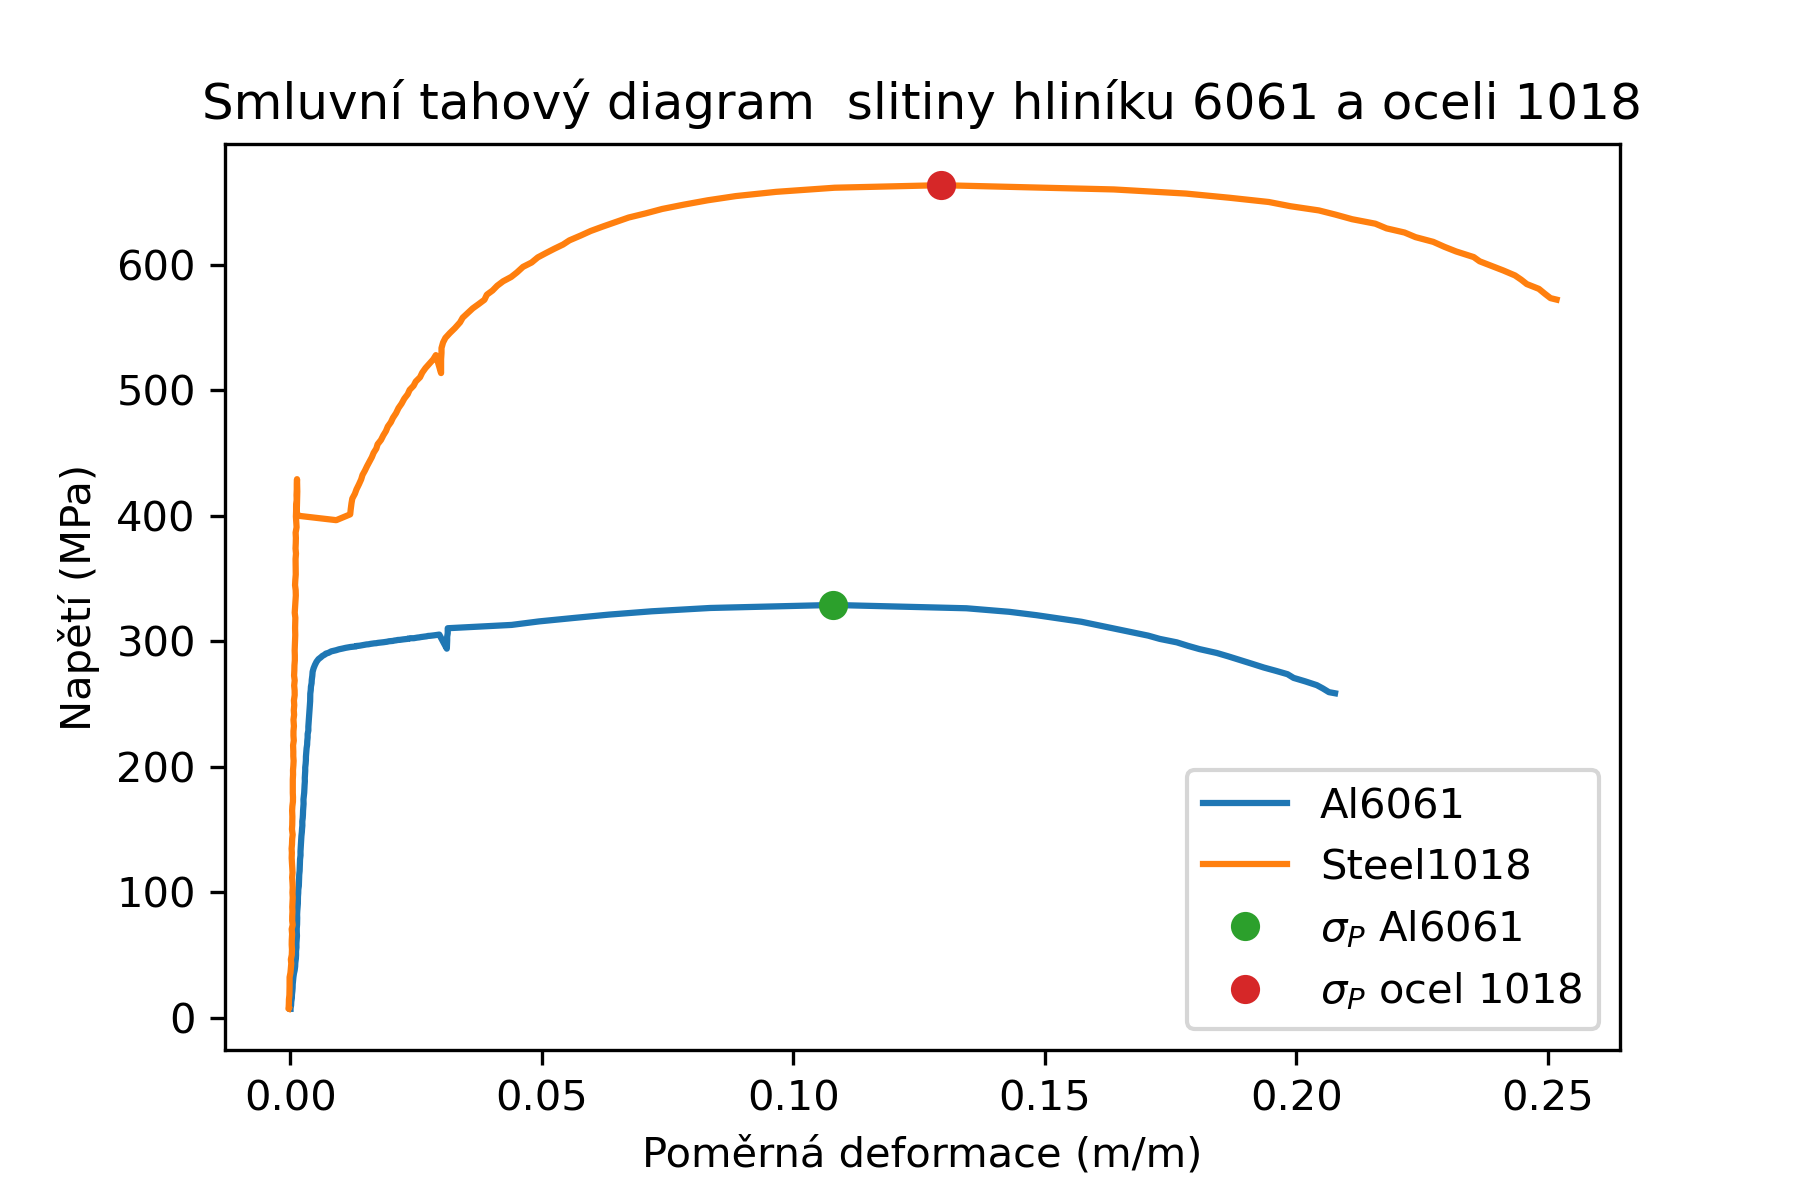 Smluvní tahový diagram  slitiny hliníku 6061 a oceli 1018
Napětí (MPa)
600
500
400
300
200
100
0
0.00 0.05 0.10 0.15 0.20 0.25
Poměrná deformace (m/m)
Al6061
Steel1018
σP Al6061
σP ocel 1018